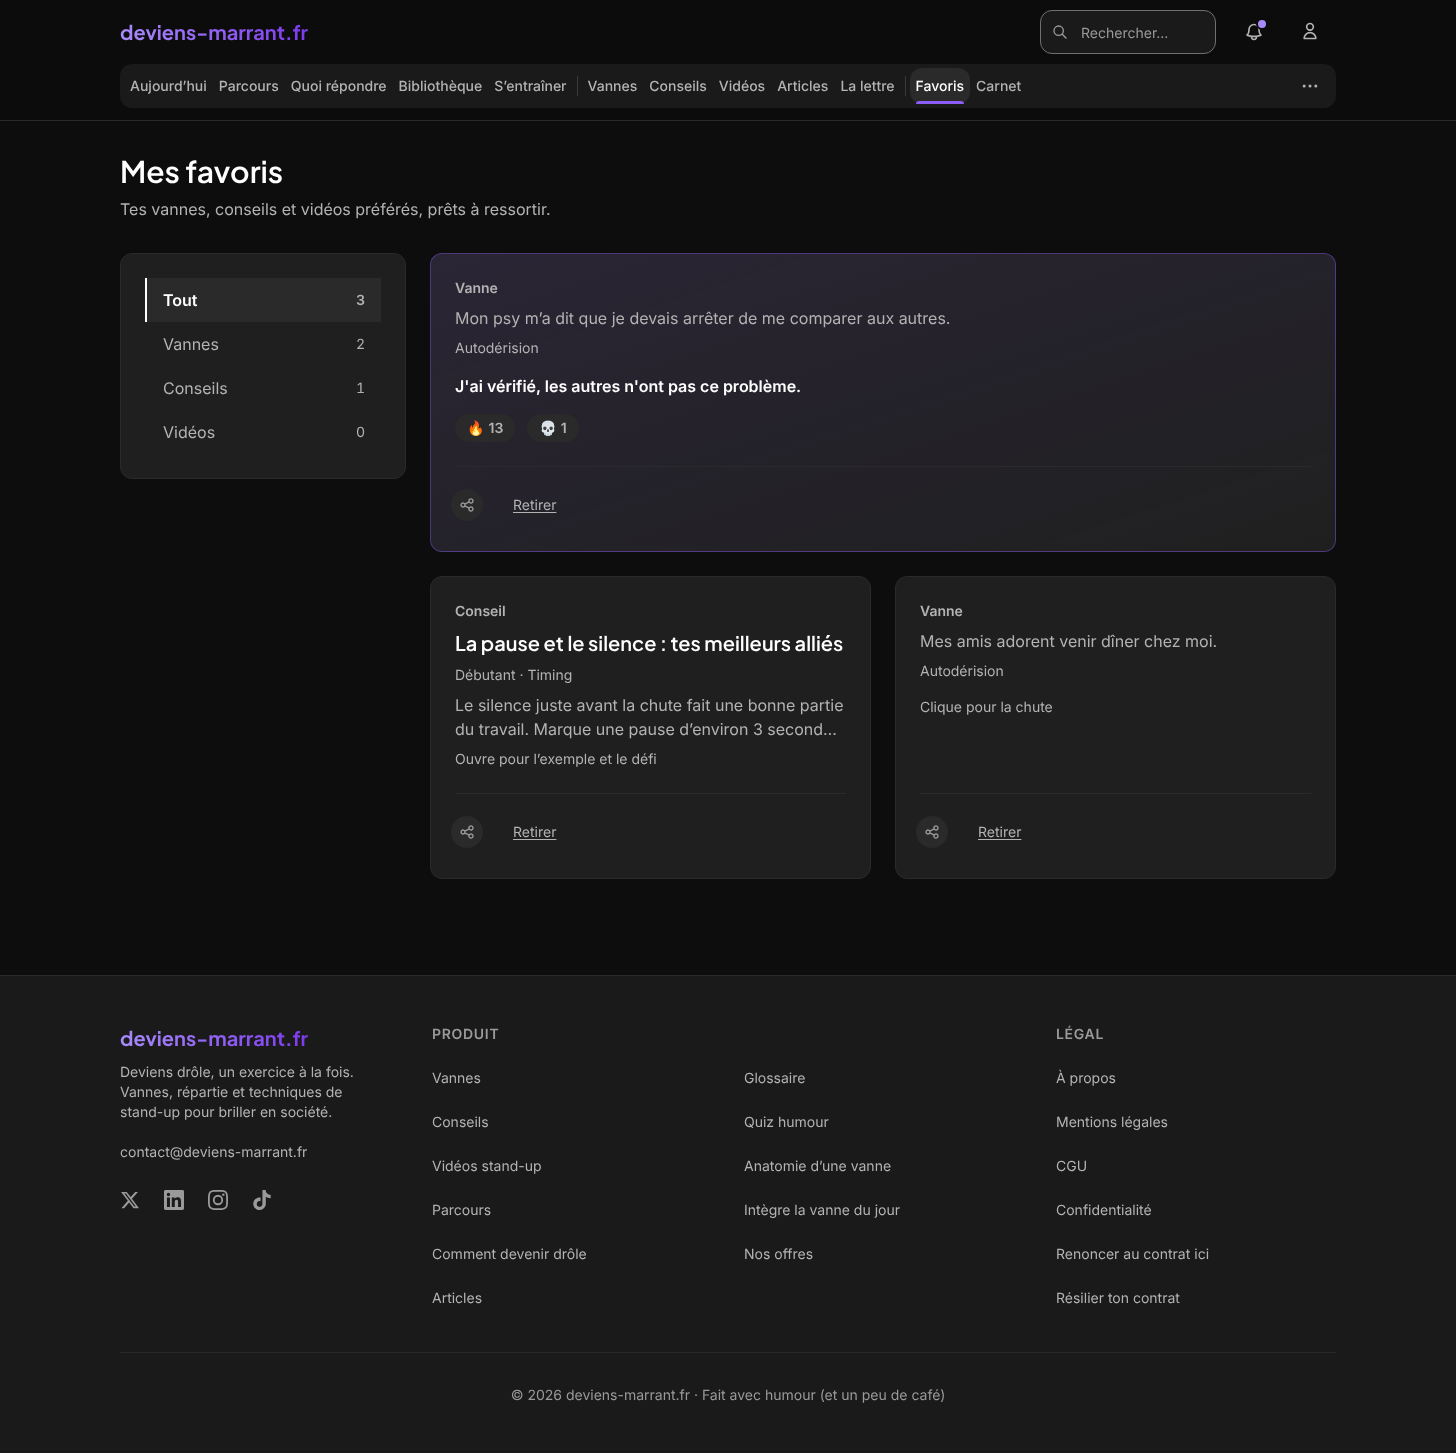 deviens-marrant.fr
Rechercher...
Aujourd’hui Parcours Quoi répondre Bibliothèque S’entraîner Vannes Conseils Vidéos Articles La lettre Favoris Carnet
Mes favoris
Tes vannes, conseils et vidéos préférés, prêts à ressortir.
Tout 3
Vannes 2
Conseils 1
Vidéos 0
Vanne
Mon psy m’a dit que je devais arrêter de me comparer aux autres.
Autodérision
J'ai vérifié, les autres n'ont pas ce problème.
🔥 13 💀 1
Retirer
Conseil
La pause et le silence : tes meilleurs alliés
Débutant · Timing
Le silence juste avant la chute fait une bonne partie
du travail. Marque une pause d’environ 3 second...
Ouvre pour l’exemple et le défi
Retirer
Vanne
Mes amis adorent venir dîner chez moi.
Autodérision
Clique pour la chute
Retirer
deviens-marrant.fr
Deviens drôle, un exercice à la fois.
Vannes, répartie et techniques de
stand-up pour briller en société.
contact@deviens-marrant.fr
PRODUIT
Vannes
Conseils
Vidéos stand-up
Parcours
Comment devenir drôle
Articles
Glossaire
Quiz humour
Anatomie d’une vanne
Intègre la vanne du jour
Nos offres
LÉGAL
À propos
Mentions légales
CGU
Confidentialité
Renoncer au contrat ici
Résilier ton contrat
© 2026 deviens-marrant.fr · Fait avec humour (et un peu de café)